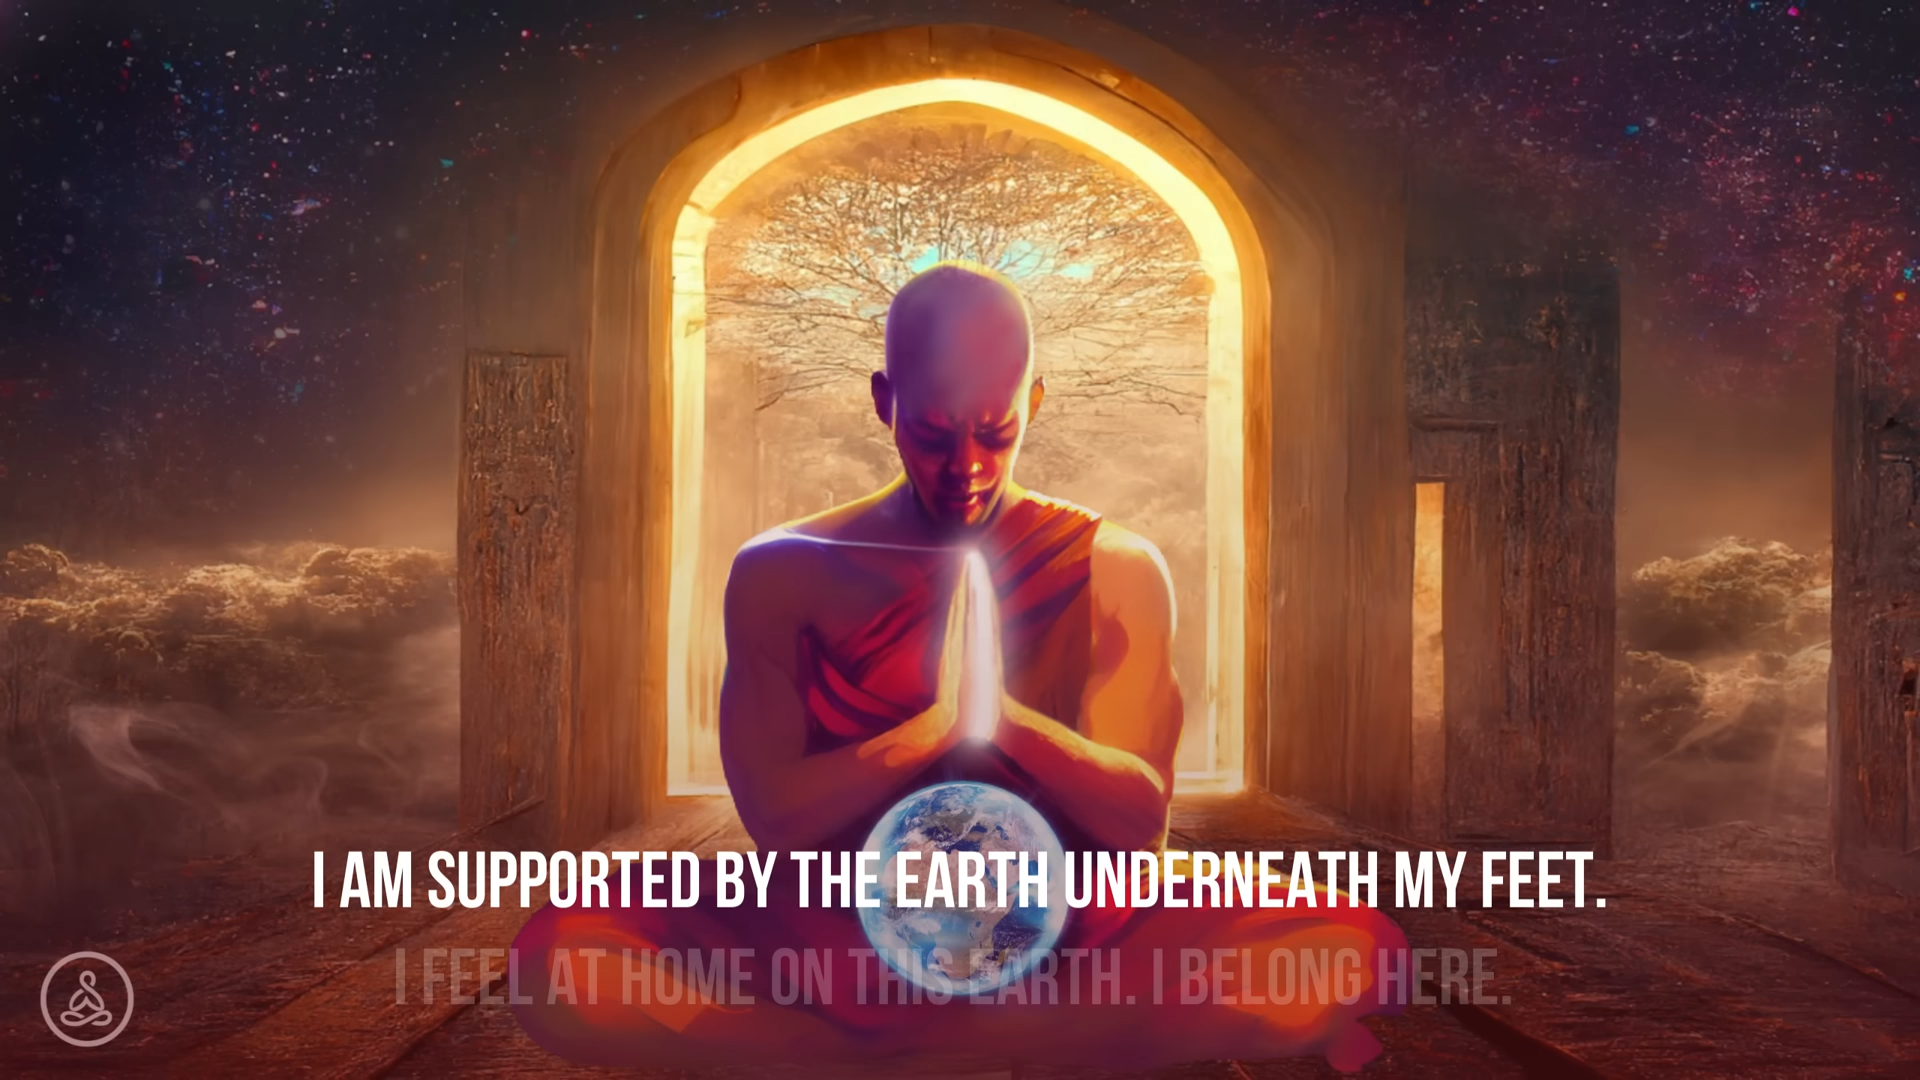 I AM SUPPORTED BY THE EARTH UNDERNEATH MY FEET.
I FEEL AT HOME ON THIS EARTH. I BELONG HERE.